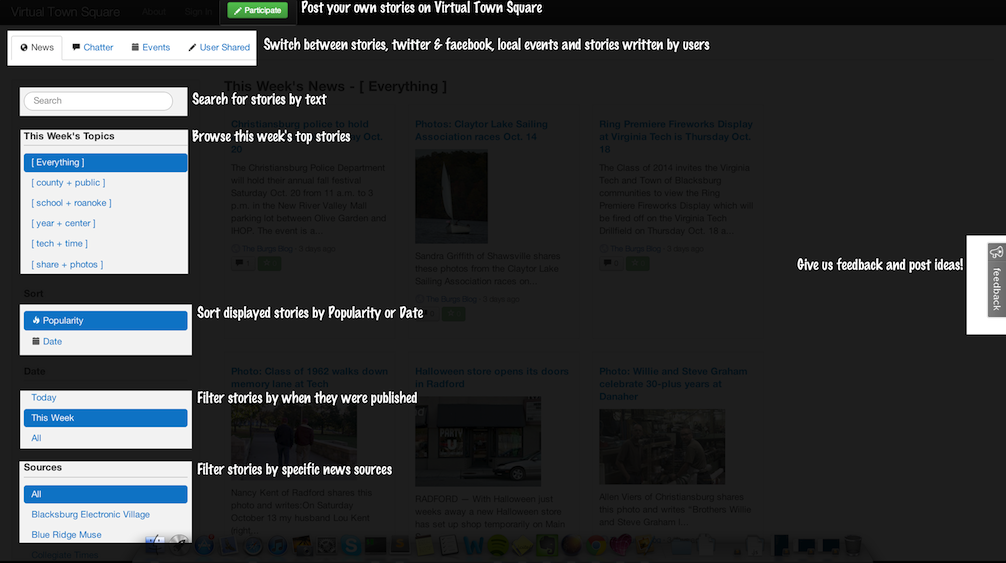 Virtual Town Square
About
Sign in
Participate
Post your own stories on Virtual Town Square
News
Chatter
Events
User Shared
Switch between stories, twitter & facebook, local events and stories written by users
Search
Search for stories by text
This Week's Topics
Browse this week's top stories
[ Everything ]
[ county + public ]
[ school + roanoke ]
[ year + center ]
[ tech + time ]
[ share + photos ]
Sort
Popularity
Date
Sort displayed stories by Popularity or Date
Date
Today
This Week
All
Filter stories by when they were published
Sources
Filter stories by specific news sources
All
Blacksburg Electronic Village
Blue Ridge Muse
Collegiate Times
This Week's News - [ Everything ]
Christiansburg police to hold
fall festival Saturday Oct.
20
The Christiansburg Police Department
will hold their annual fall festival
Saturday Oct. 20 from 11 a.m. to 3
p.m. in the New River Valley Mall
parking lot between Olive Garden and
IHOP. The event is a...
The Burgs Blog - 3 days ago
Photos: Claytor Lake Sailing
Association races Oct. 14
Sandra Griffith of Shawsville shares
these photos from the Claytor Lake
Sailing Association races on...
The Burgs Blog - 2 days ago
Ring Premiere Fireworks Display
at Virginia Tech is Thursday Oct.
18
The Class of 2014 invites the Virginia
Tech and Town of Blacksburg
communities to view the Ring
Premiere Fireworks Display which will
be fired off on the Virginia Tech
Drillfield on Thursday Oct. 18 a...
The Burgs Blog - 3 days ago
Give us feedback and post ideas!
feedback
Photo: Class of 1962 walks down
memory lane at Tech
Nancy Kent of Radford shares this
photo and writes On Saturday
October 13 my husband Lou Kent
Halloween store opens its doors
in Radford
RADFORD — With Halloween just
weeks away a new Halloween store
has set up shop temporarily on Main
Photo: Willie and Steve Graham
celebrate 30-plus years at
Danaher
Allen Viers of Christiansburg shares
this photo and writes "Brothers Willie
and Steve Graham i...